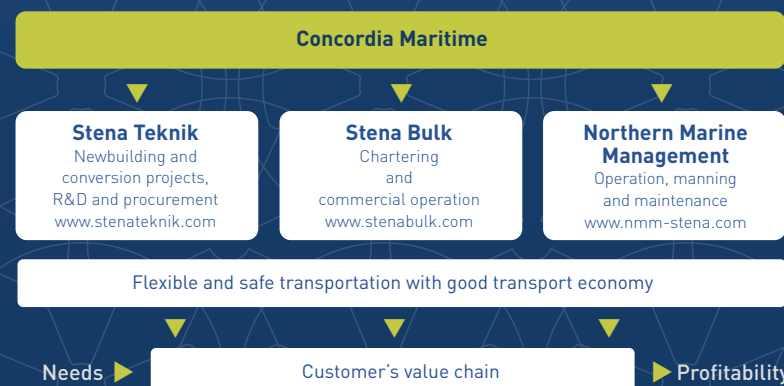 Concordia Maritime
Stena Teknik
Newbuilding and
conversion projects,
R&D and procurement
www.stenateknik.com
Stena Bulk
Chartering
and
commercial operation
www.stenabulk.com
Northern Marine
Management
Operation, manning
and maintenance
www.nmm-stena.com
Flexible and safe transportation with good transport economy
Needs
Customer's value chain
Profitability